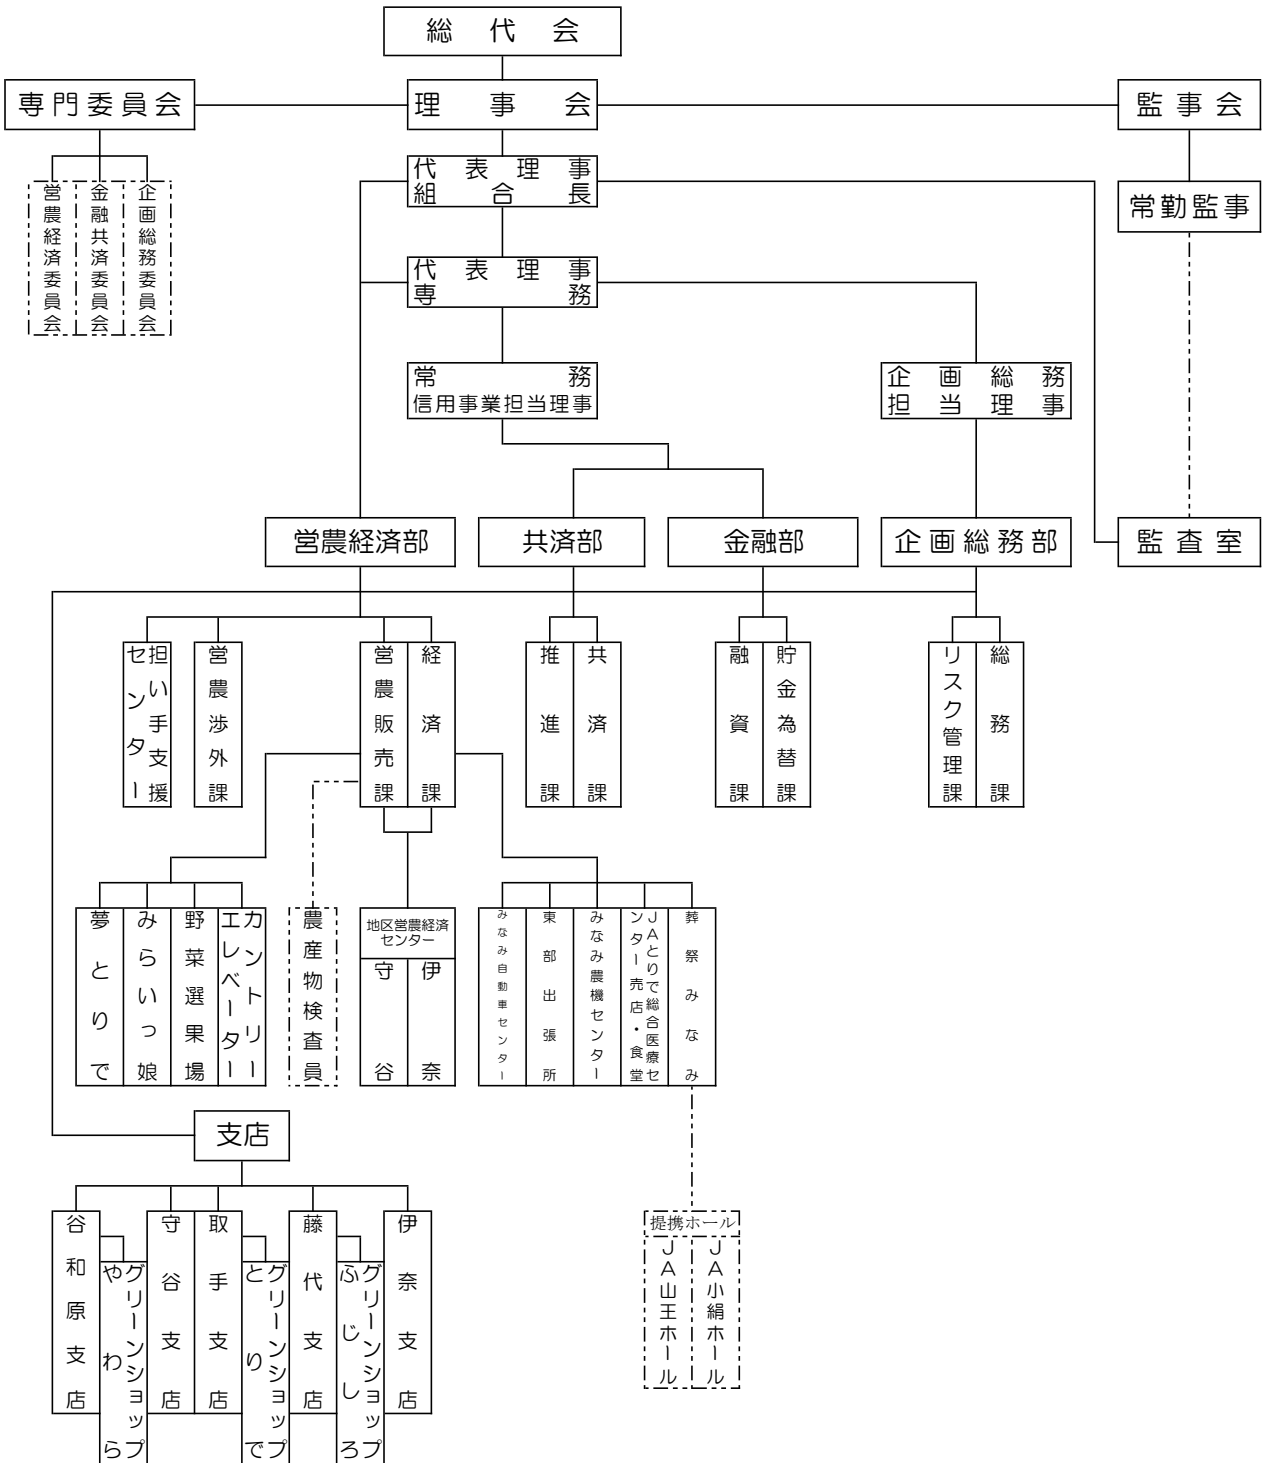 総代会
専門委員会
理事会
監事会
代表理事
組合長
常勤監事
営農経済委員会
金融共済委員会
企画総務委員会
代表理事
専務
常務
信用事業担当理事
企画総務
担当理事
営農経済部
共済部
金融部
企画総務部
監査室
担い手支援
センター
営農渉外課
営農販売課
経済課
推進課
共済課
融資課
貯金為替課
リスク管理課
総務課
夢とりで
みらいっ娘
野菜選果場
カントリー
エレベーター
農産物検査員
地区営農経済
センター
守谷
伊奈
みなみ自動車センター
東部出張所
みなみ農機センター
JAとりで総合医療セ
ンター売店・食堂
葬祭みなみ
支店
谷和原支店
グリーンショップ
やわら
守谷支店
取手支店
グリーンショップ
とりで
藤代支店
グリーンショップ
ふじしろ
伊奈支店
提携ホール
JA山王ホール
JA小絹ホール